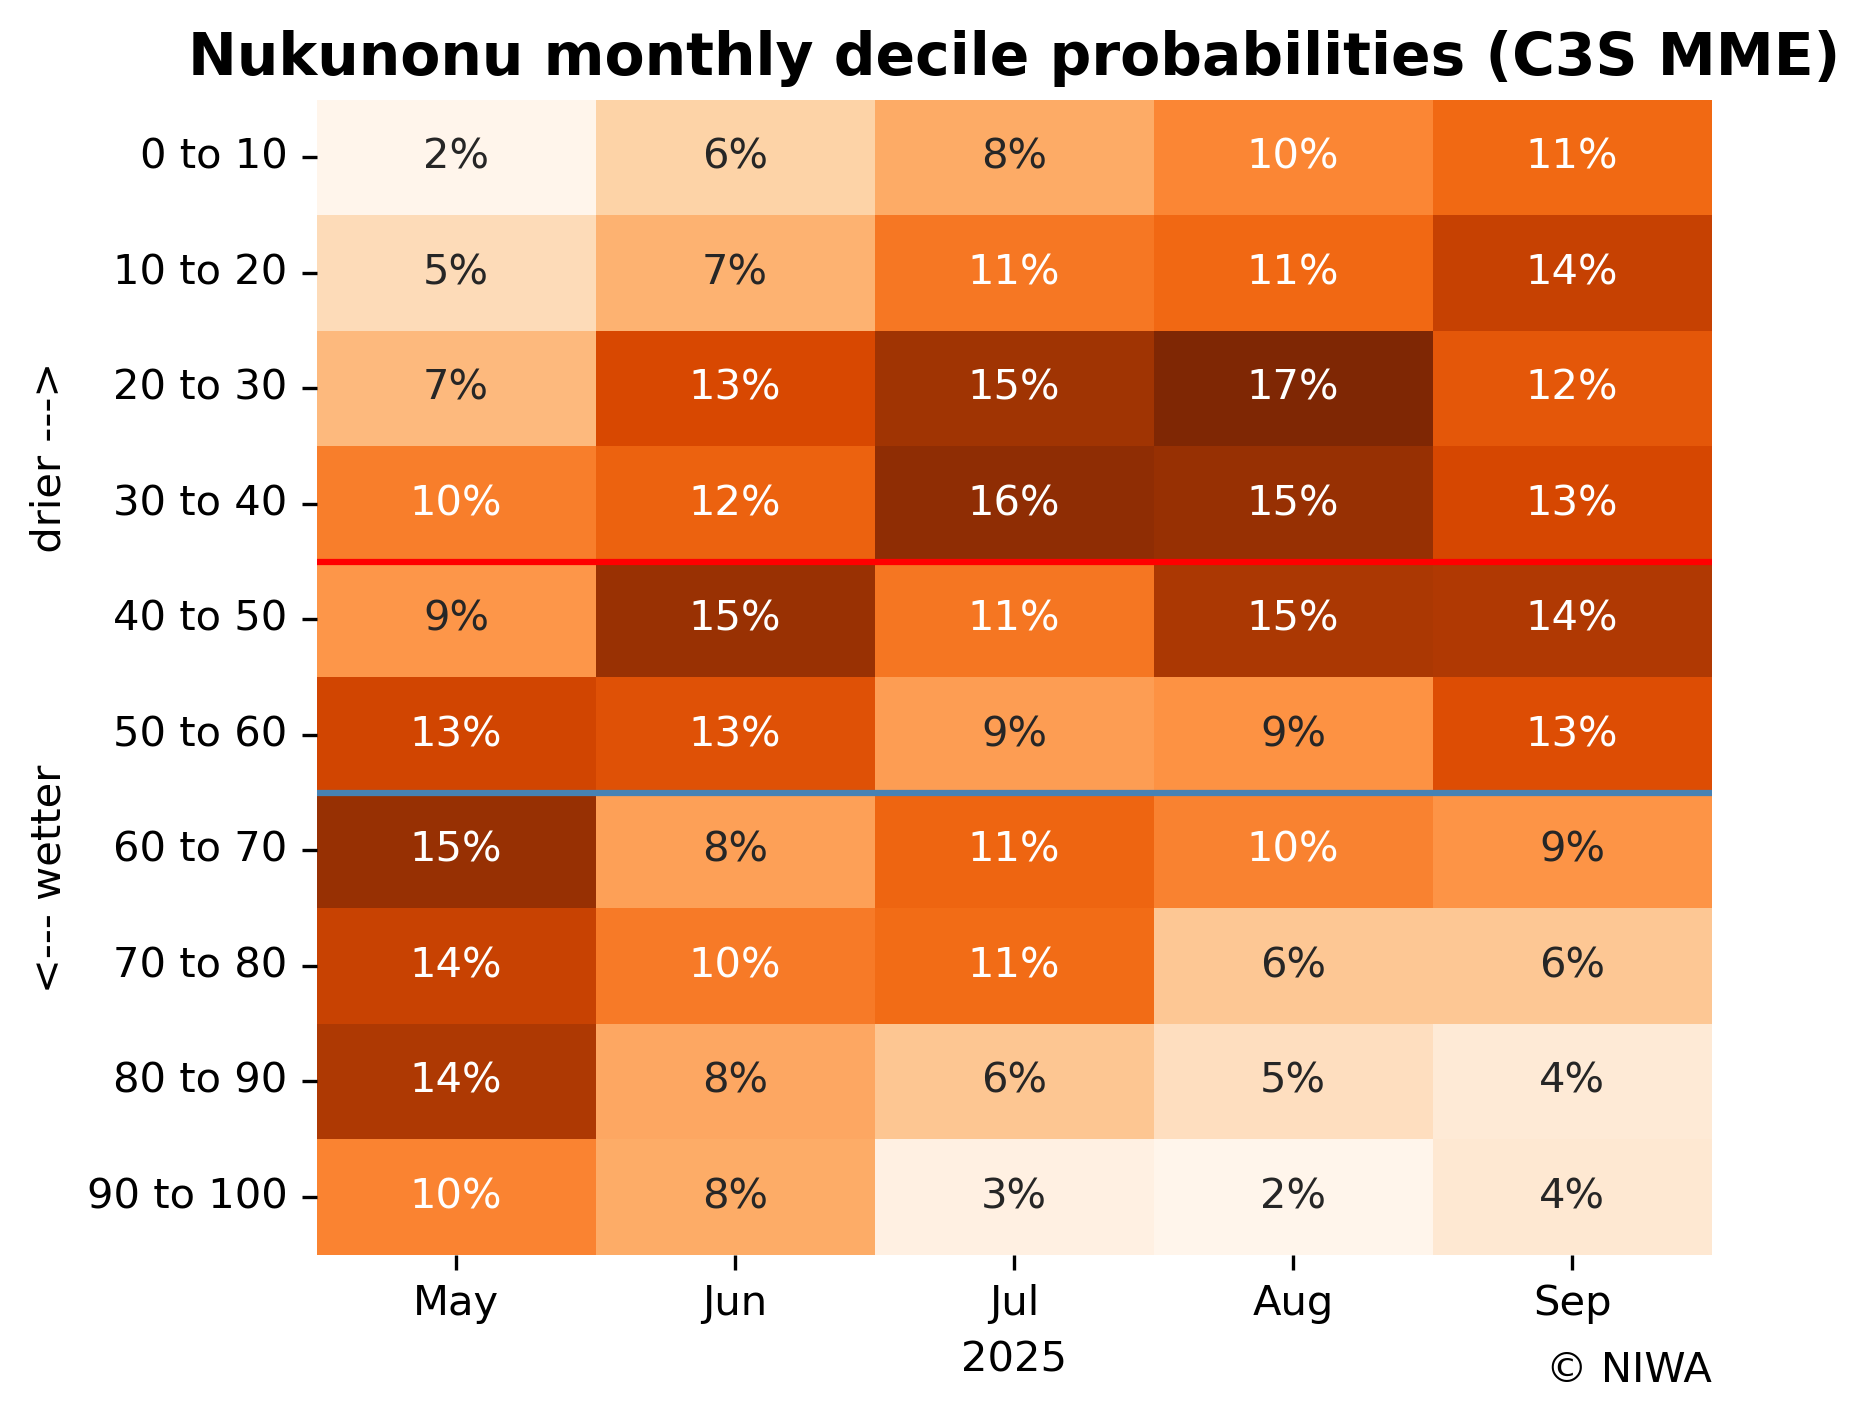 Nukunonu monthly decile probabilities (C3S MME)
drier --->
<--- wetter
0 to 10 2% 6% 8% 10% 11%
10 to 20 5% 7% 11% 11% 14%
20 to 30 7% 13% 15% 17% 12%
30 to 40 10% 12% 16% 15% 13%
40 to 50 9% 15% 11% 15% 14%
50 to 60 13% 13% 9% 9% 13%
60 to 70 15% 8% 11% 10% 9%
70 to 80 14% 10% 11% 6% 6%
80 to 90 14% 8% 6% 5% 4%
90 to 100 10% 8% 3% 2% 4%
May Jun Jul Aug Sep
2025
© NIWA